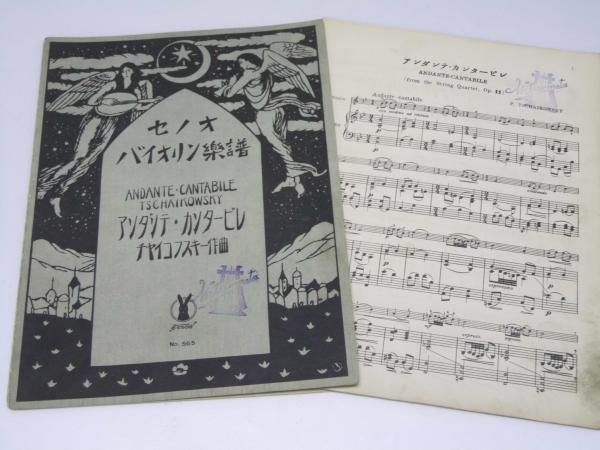 セノオ
バイオリン樂譜
ANDANTE・CANTABILE
TSCHAIKOWSKY
アンダンテ・カンタービレ
チャイコフスキー作曲
No. 565
アンダンテ・カンタービレ
ANDANTE-CANTABILE
(from the String Quartet, Op. 11)
P. TSCHAIKOWSKY
Andante cantabile